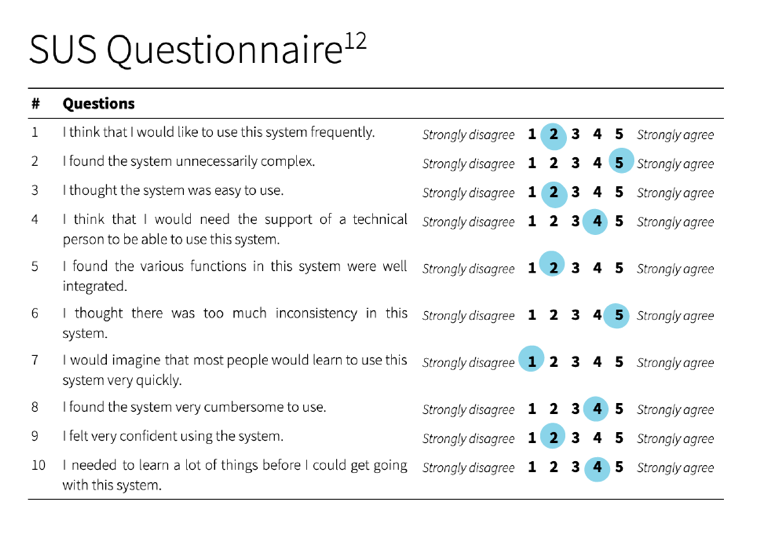 SUS Questionnaire12
# Questions
1 I think that I would like to use this system frequently. Strongly disagree 1 2 3 4 5 Strongly agree
2 I found the system unnecessarily complex. Strongly disagree 1 2 3 4 5 Strongly agree
3 I thought the system was easy to use. Strongly disagree 1 2 3 4 5 Strongly agree
4 I think that I would need the support of a technical Strongly disagree 1 2 3 4 5 Strongly agree
person to be able to use this system.
5 I found the various functions in this system were well Strongly disagree 1 2 3 4 5 Strongly agree
integrated.
6 I thought there was too much inconsistency in this Strongly disagree 1 2 3 4 5 Strongly agree
system.
7 I would imagine that most people would learn to use this Strongly disagree 1 2 3 4 5 Strongly agree
system very quickly.
8 I found the system very cumbersome to use. Strongly disagree 1 2 3 4 5 Strongly agree
9 I felt very confident using the system. Strongly disagree 1 2 3 4 5 Strongly agree
10 I needed to learn a lot of things before I could get going Strongly disagree 1 2 3 4 5 Strongly agree
with this system.